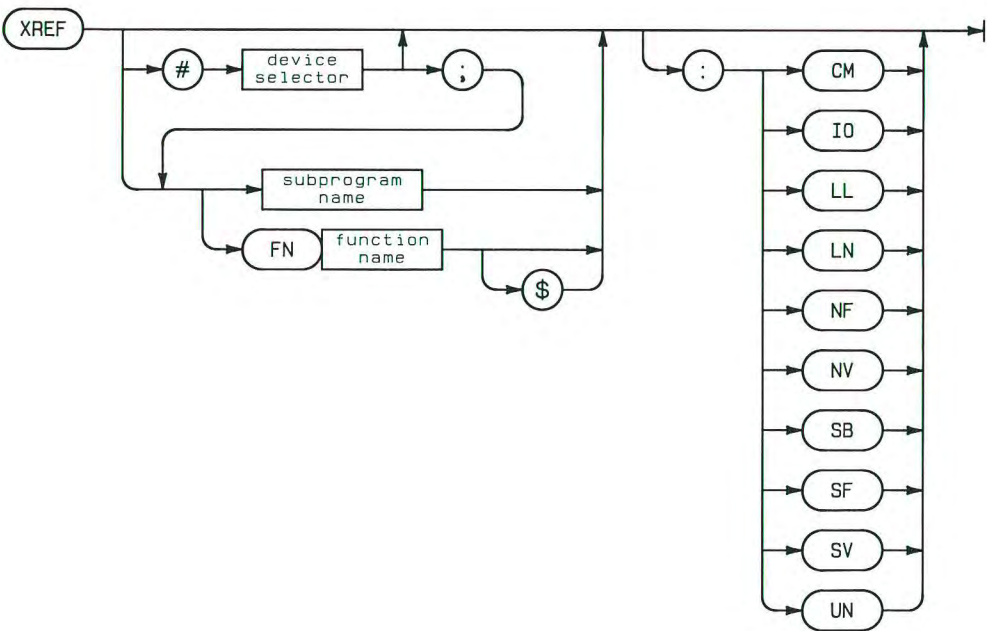 XREF
#
device
selector
;
subprogram
name
FN
function
name
$
:
CM
IO
LL
LN
NF
NV
SB
SF
SV
UN